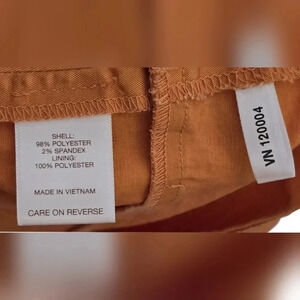 SHELL:
98% POLYESTER
2% SPANDEX
LINING:
100% POLYESTER
MADE IN VIETNAM
CARE ON REVERSE
VN 120004